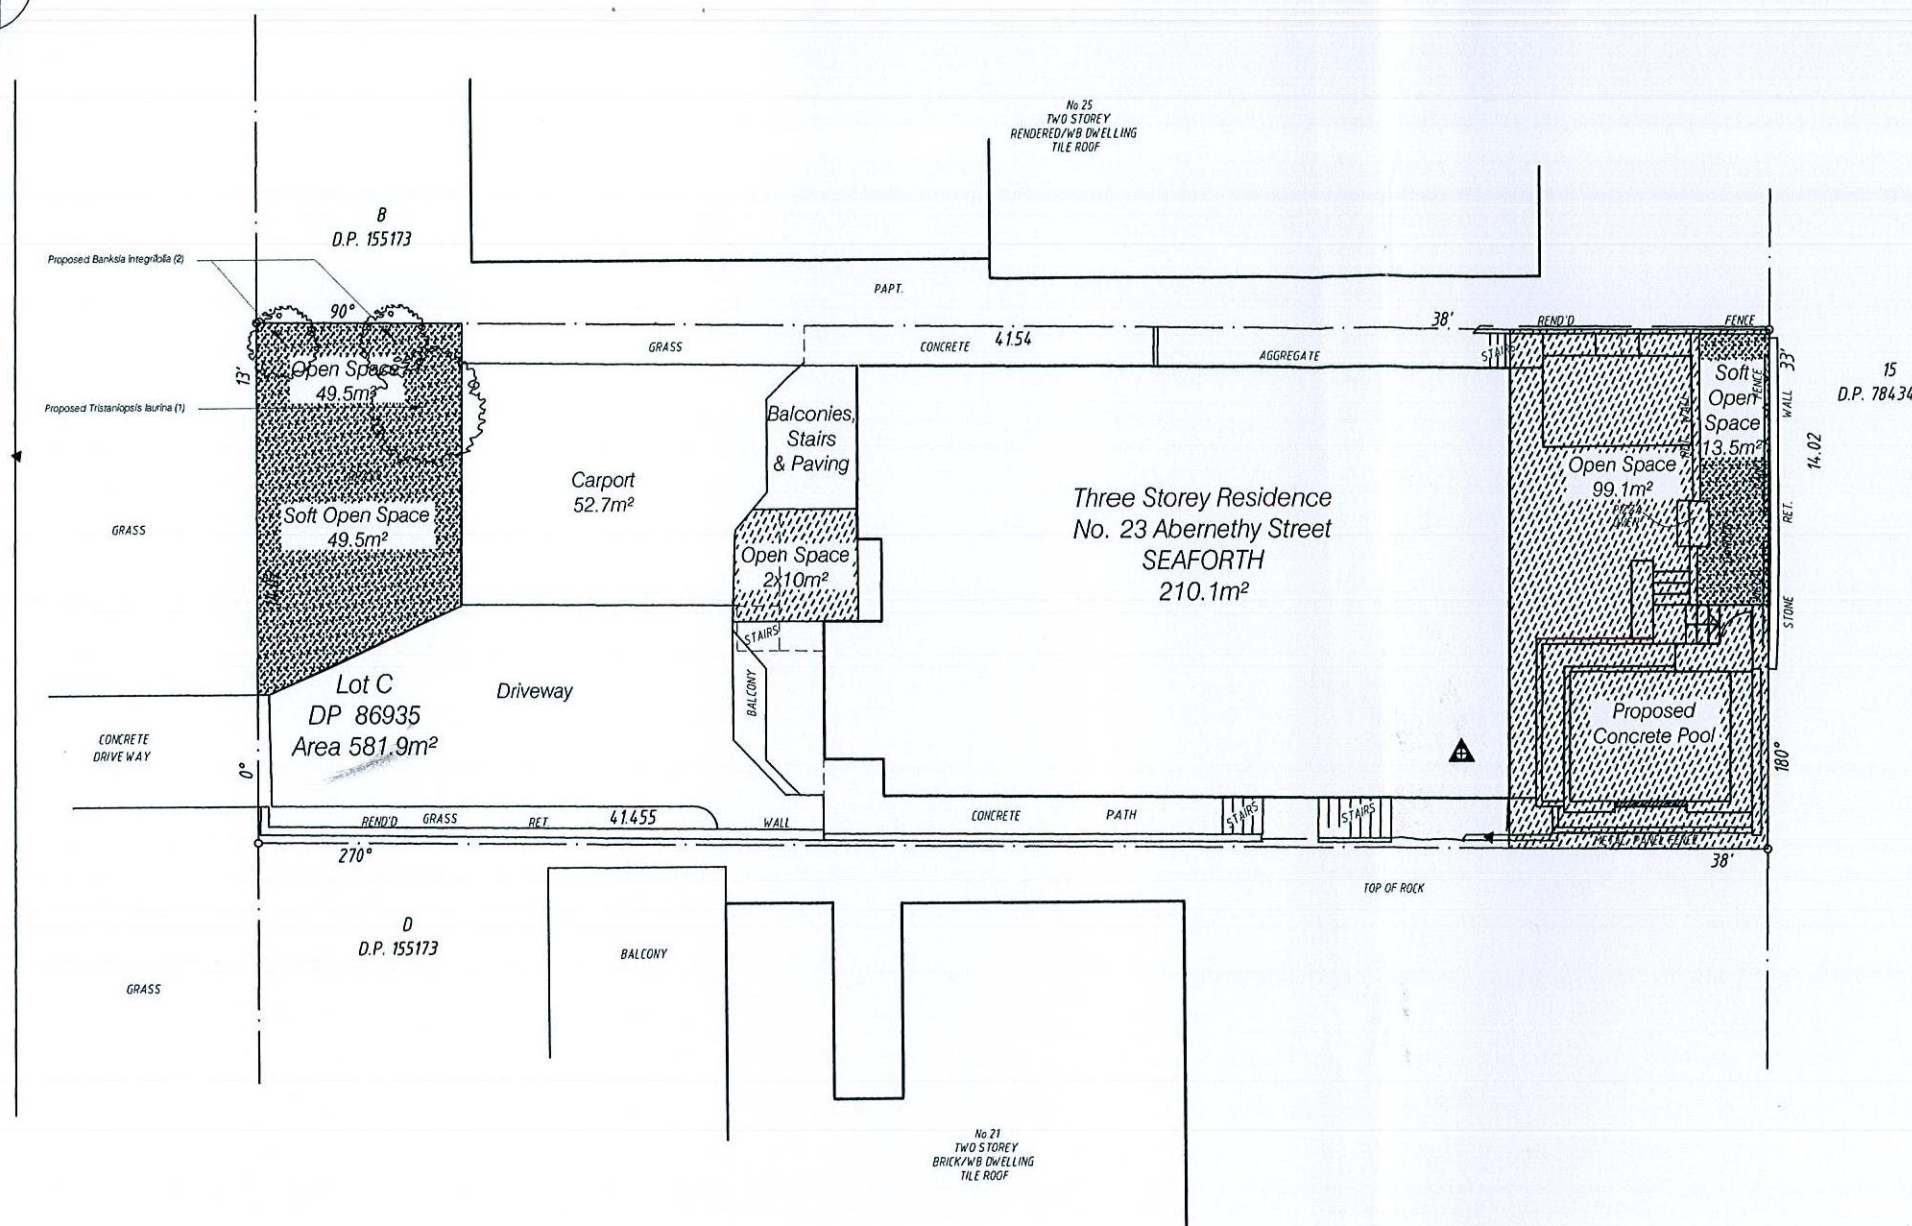 No 25
TWO STOREY
RENDERED/WB DWELLING
TILE ROOF
B
D.P. 155173
Proposed Banksia integrifolia (2)
PAPT.
90°
38'
REND'D
FENCE
GRASS
CONCRETE
41.54
AGGREGATE
STAIRS
13'
33'
15
D.P. 78434
Open Space
49.5m²
Proposed Tristaniopsis laurina (1)
Soft
Open
Space
13.5m²
FENCE
WALL
14.02
Balconies,
Stairs
& Paving
Carport
52.7m²
Open Space
99.1m²
Three Storey Residence
No. 23 Abernethy Street
SEAFORTH
210.1m²
GRASS
Soft Open Space
49.5m²
RET.
Open Space
2x10m²
STONE
STAIRS
BALCONY
Lot C
DP 86935
Area 581.9m²
Driveway
Proposed
Concrete Pool
CONCRETE
DRIVEWAY
0°
180°
REND'D
GRASS
RET.
41.455
WALL
CONCRETE
PATH
STAIRS
STAIRS
METAL PANEL FENCE
270°
38'
TOP OF ROCK
D
D.P. 155173
BALCONY
GRASS
No 21
TWO STOREY
BRICK/WB DWELLING
TILE ROOF